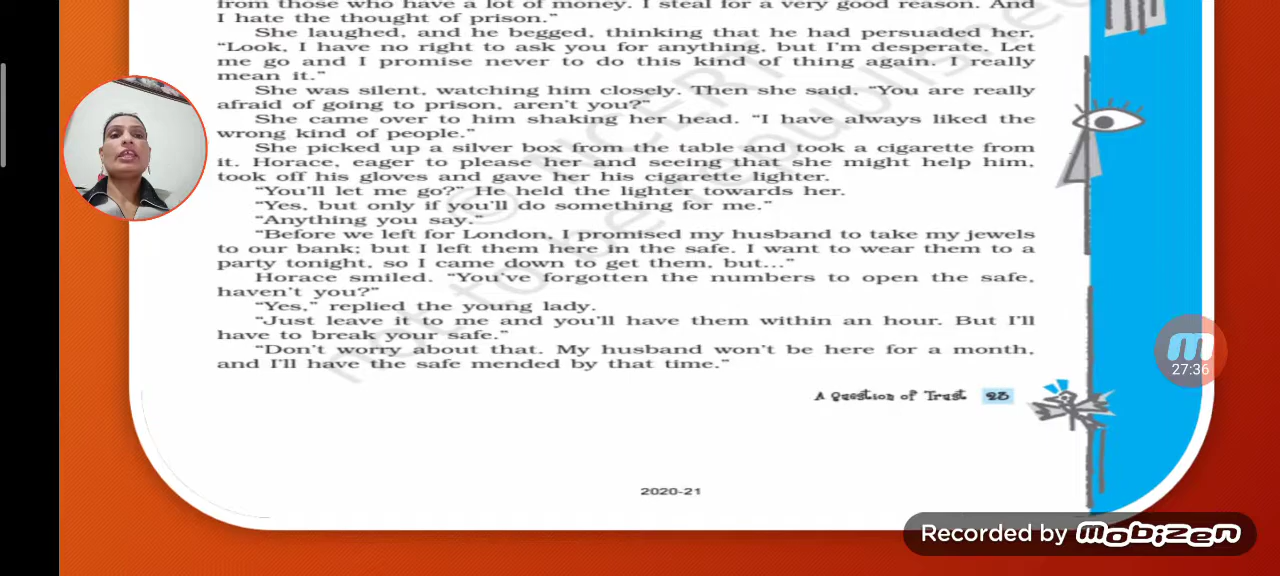 from those who have a lot of money. I steal for a very good reason. And
I hate the thought of prison.”
She laughed, and he begged, thinking that he had persuaded her,
“Look, I have no right to ask you for anything, but I’m desperate. Let
me go and I promise never to do this kind of thing again. I really
mean it.”
She was silent, watching him closely. Then she said, “You are really
afraid of going to prison, aren’t you?”
She came over to him shaking her head. “I have always liked the
wrong kind of people.”
She picked up a silver box from the table and took a cigarette from
it. Horace, eager to please her and seeing that she might help him,
took off his gloves and gave her his cigarette lighter.
“You’ll let me go?” He held the lighter towards her.
“Yes, but only if you’ll do something for me.”
“Anything you say.”
“Before we left for London, I promised my husband to take my jewels
to our bank; but I left them here in the safe. I want to wear them to a
party tonight, so I came down to get them, but...”
Horace smiled. “You’ve forgotten the numbers to open the safe,
haven’t you?”
“Yes,” replied the young lady.
“Just leave it to me and you’ll have them within an hour. But I’ll
have to break your safe.”
“Don’t worry about that. My husband won’t be here for a month,
and I’ll have the safe mended by that time.”
© NCERT
not to be republished
A Question of Trust 23
2020-21
27:36
Recorded by mobizen